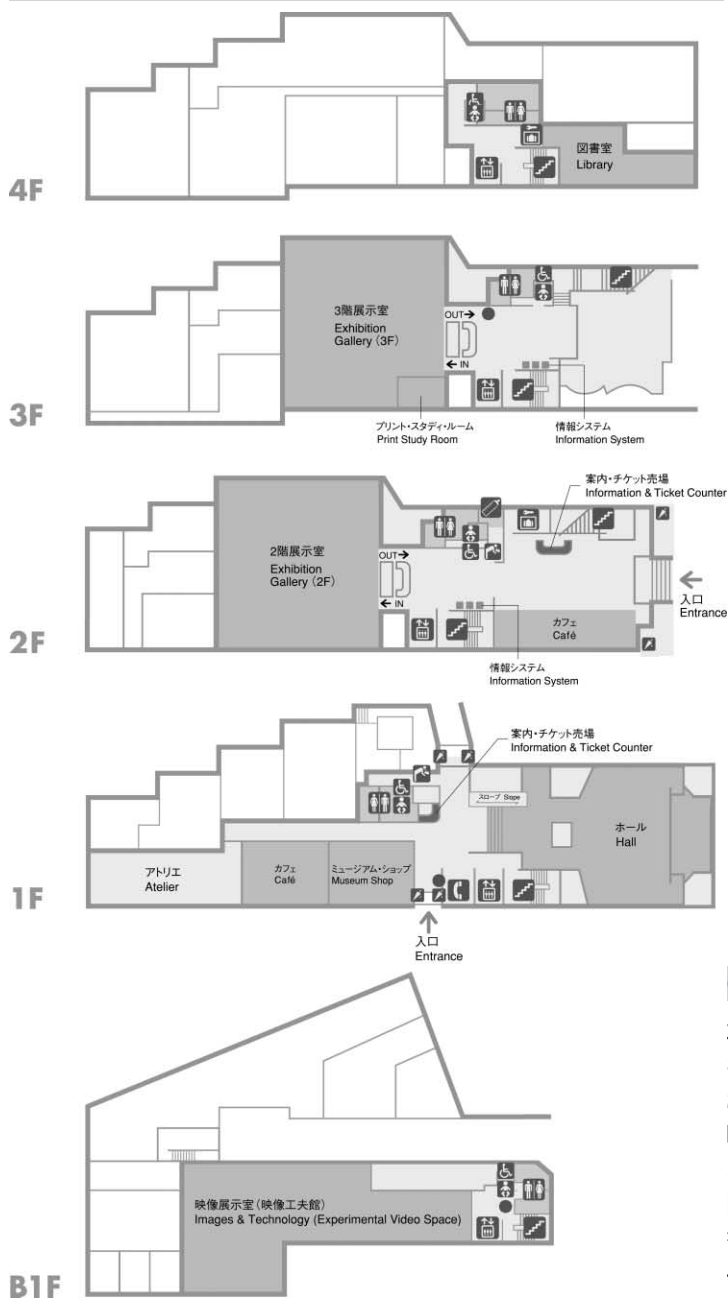 図書室
Library
4F
3階展示室
Exhibition
Gallery (3F)
OUT→
← IN
3F
プリント・スタディ・ルーム
Print Study Room
情報システム
Information System
案内・チケット売場
Information & Ticket Counter
2階展示室
Exhibition
Gallery (2F)
OUT→
← IN
入口
Entrance
カフェ
Café
2F
情報システム
Information System
案内・チケット売場
Information & Ticket Counter
スロープ Slope
ホール
Hall
アトリエ
Atelier
カフェ
Café
ミュージアム・ショップ
Museum Shop
1F
入口
Entrance
映像展示室(映像工夫館)
Images & Technology (Experimental Video Space)
B1F